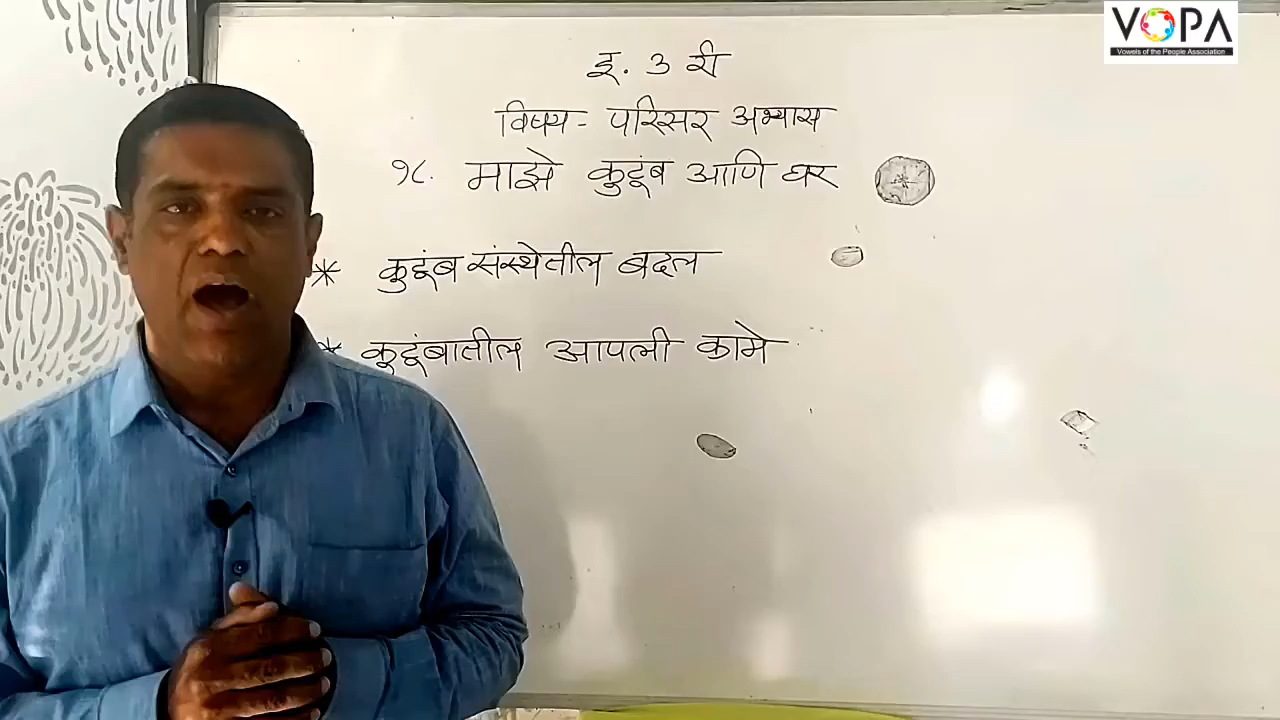 VOPA
Vowels of the People Association
इ. ३ री
विषय - परिसर अभ्यास
१८. माझे कुटूंब आणि घर
* कुटूंब संस्थेतील बदल
* कुटूंबातील आपली कामे